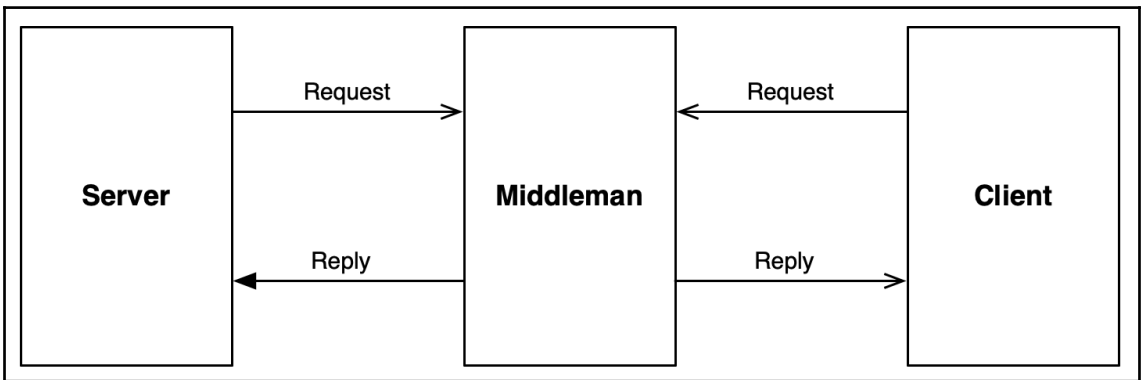 Request
Request
Server
Middleman
Client
Reply
Reply